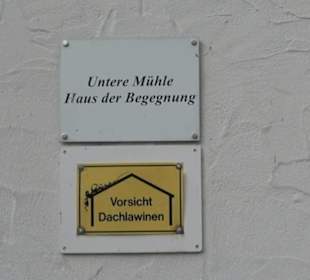 Untere Mühle
Haus der Begegnung
Vorsicht
Dachlawinen